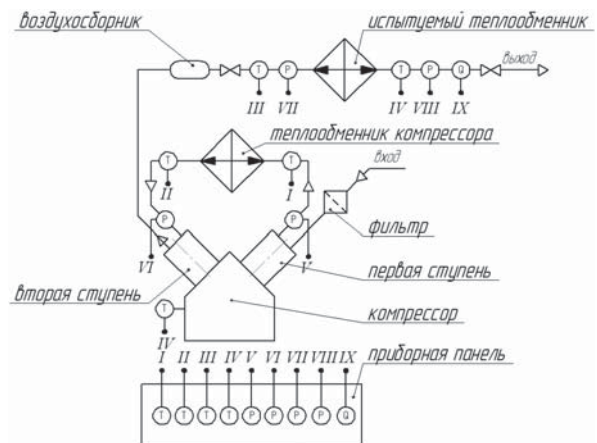 воздухосборник
испытуемый теплообменник
T P T P Q выход
III VII IV VIII IX
теплообменник компрессора
вход
T T
II I
P P
фильтр
VI V
первая ступень
вторая ступень
T
компрессор
IV
I II III IV V VI VII VIII IX
приборная панель
T T T T P P P P Q